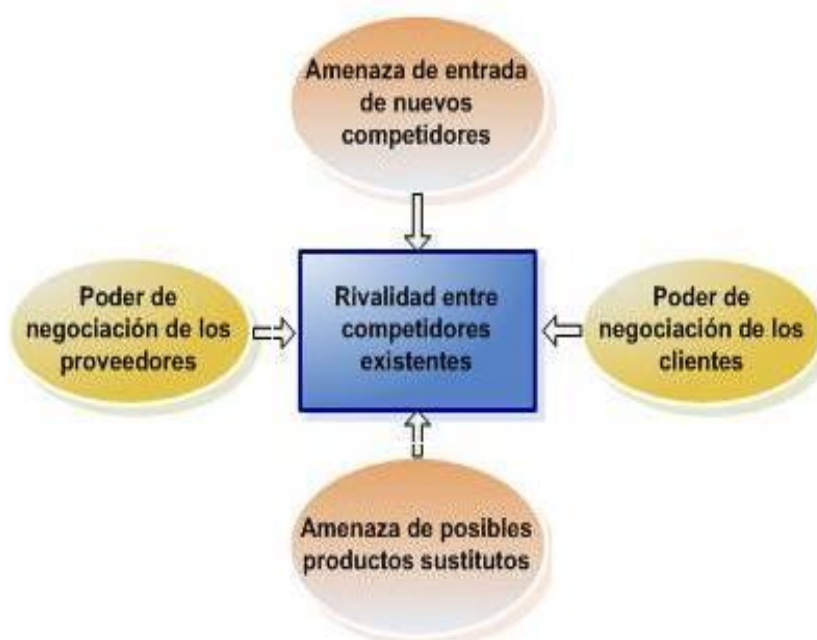 Amenaza de entrada
de nuevos
competidores
Poder de
negociación de los
proveedores
Rivalidad entre
competidores
existentes
Poder de
negociación de los
clientes
Amenaza de posibles
productos sustitutos